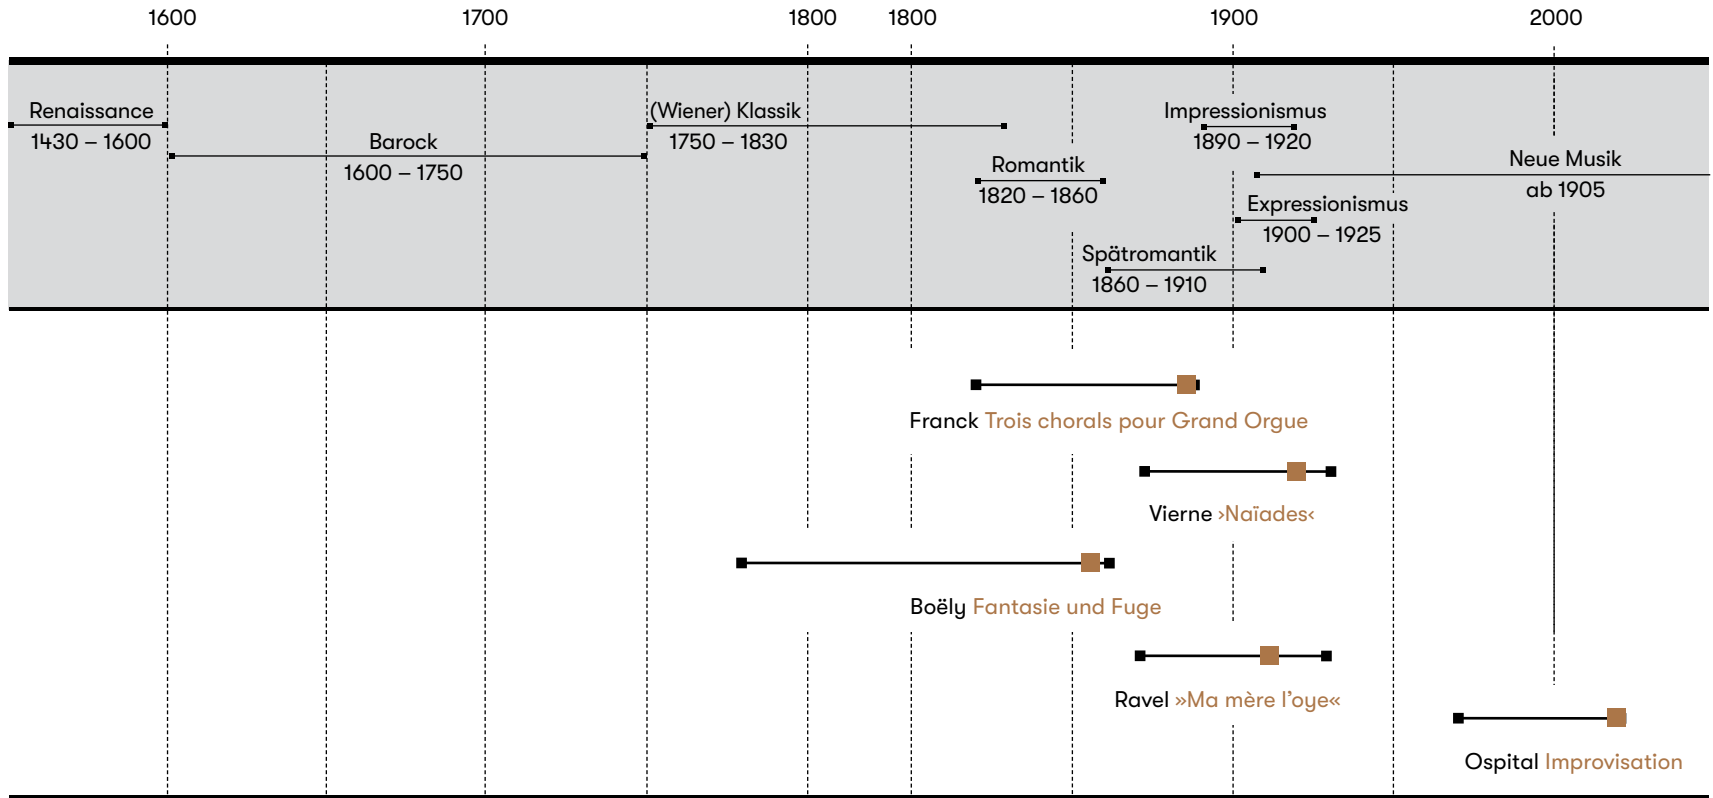 1600 1700 1800 1800 1900 2000
Renaissance
1430 – 1600
Barock
1600 – 1750
(Wiener) Klassik
1750 – 1830
Romantik
1820 – 1860
Spätromantik
1860 – 1910
Impressionismus
1890 – 1920
Expressionismus
1900 – 1925
Neue Musik
ab 1905
Franck Trois chorals pour Grand Orgue
Vierne ›Naïades‹
Boëly Fantasie und Fuge
Ravel »Ma mère l’oye«
Ospital Improvisation